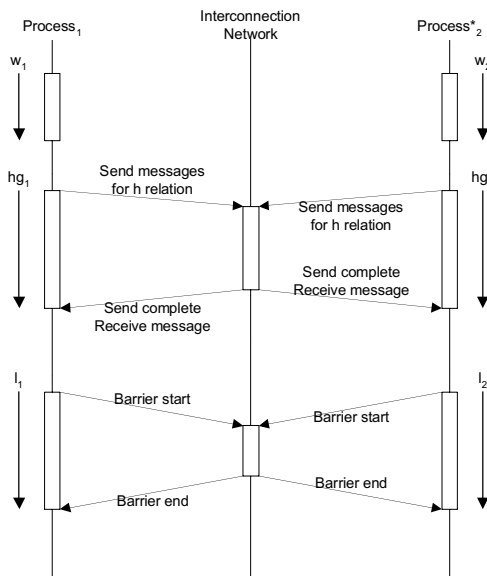 Interconnection
Network
Process₁
Process*₂
w₁
w₂
hg₁
hg
Send messages
for h relation
Send messages
for h relation
Send complete
Receive message
Send complete
Receive message
l₁
l₂
Barrier start
Barrier start
Barrier end
Barrier end